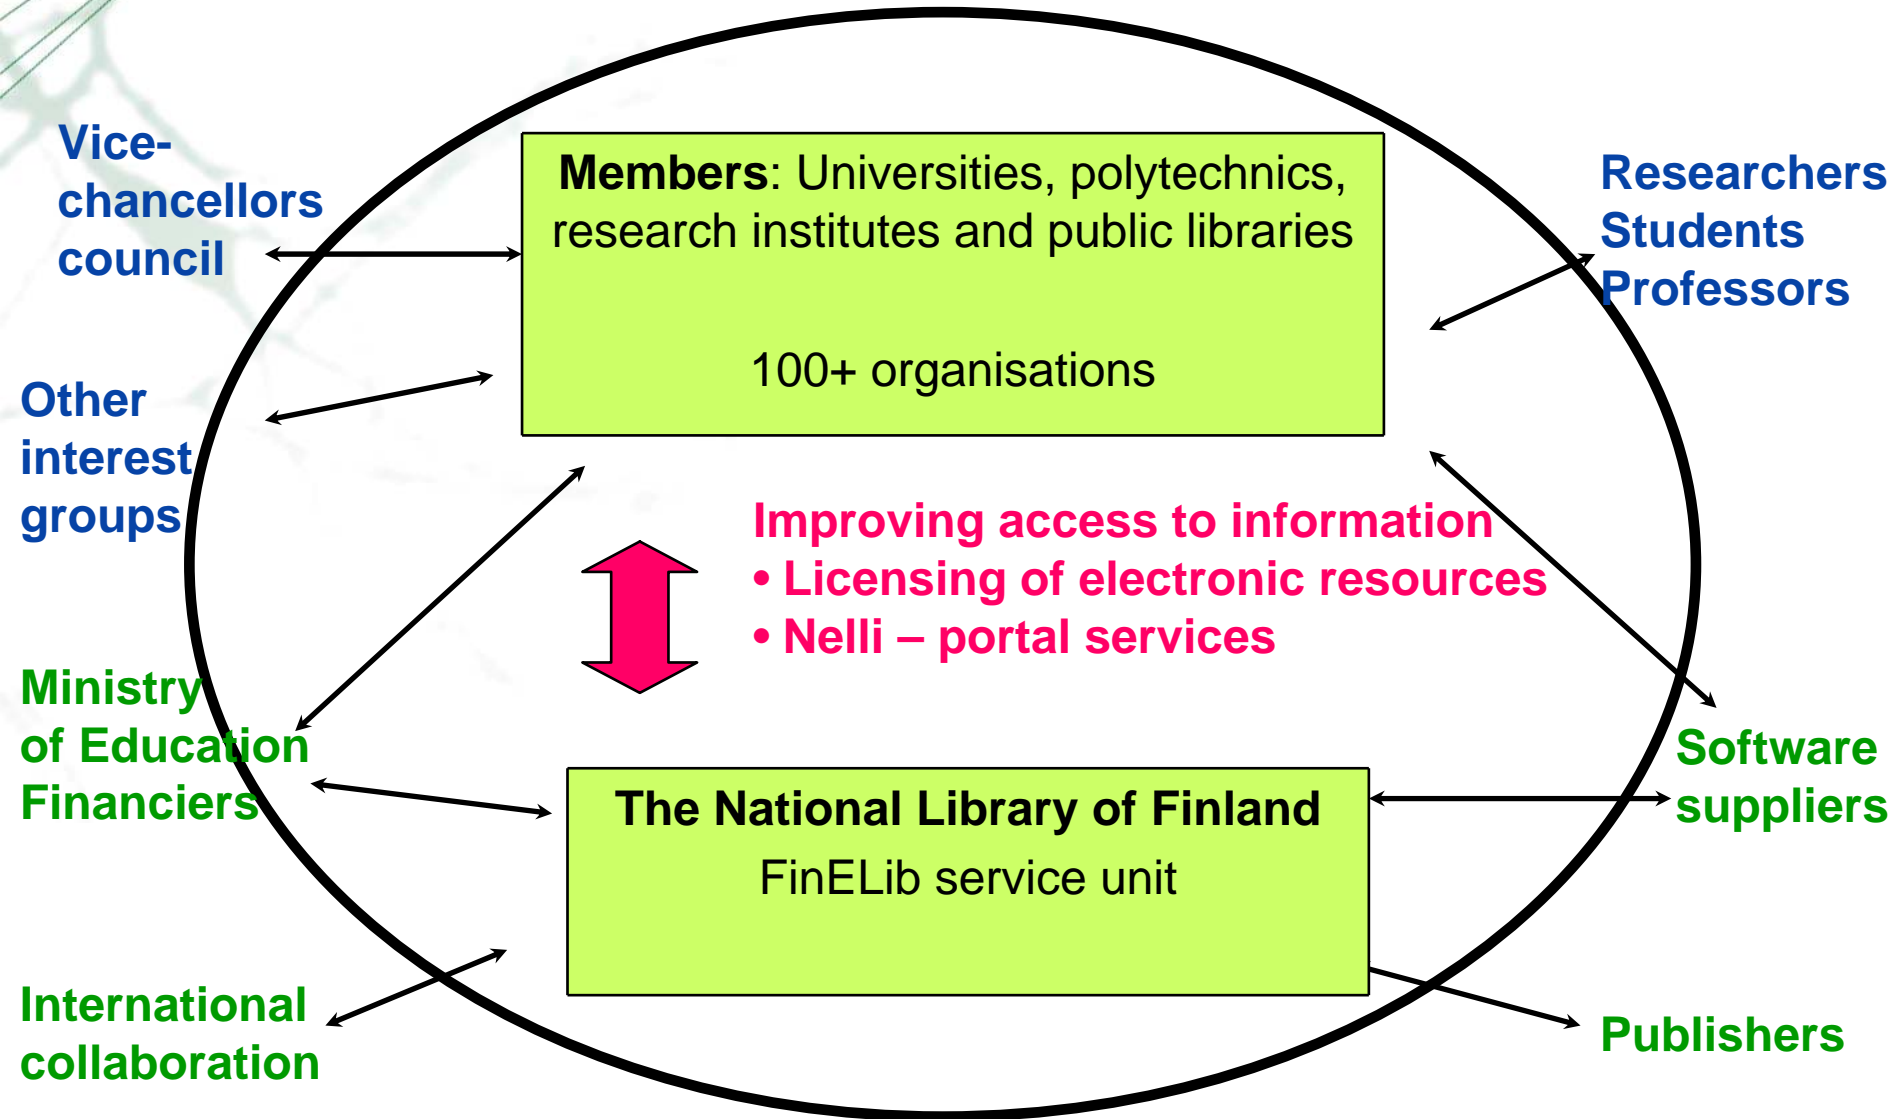 Vice-
chancellors
council
Members: Universities, polytechnics,
research institutes and public libraries
100+ organisations
Researchers
Students
Professors
Other
interest
groups
Improving access to information
• Licensing of electronic resources
• Nelli – portal services
Ministry
of Education
Financiers
The National Library of Finland
FinELib service unit
Software
suppliers
International
collaboration
Publishers